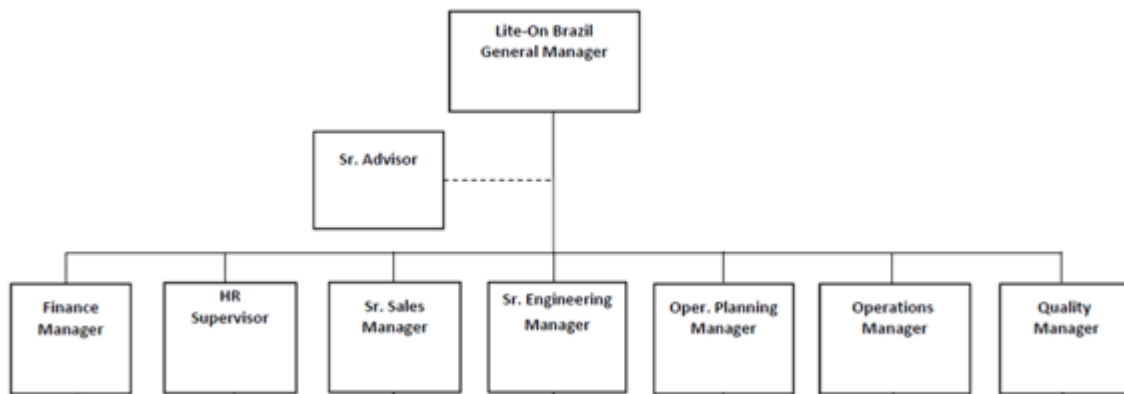 Lite-On Brazil
General Manager
Sr. Advisor
Finance
Manager
HR
Supervisor
Sr. Sales
Manager
Sr. Engineering
Manager
Oper. Planning
Manager
Operations
Manager
Quality
Manager